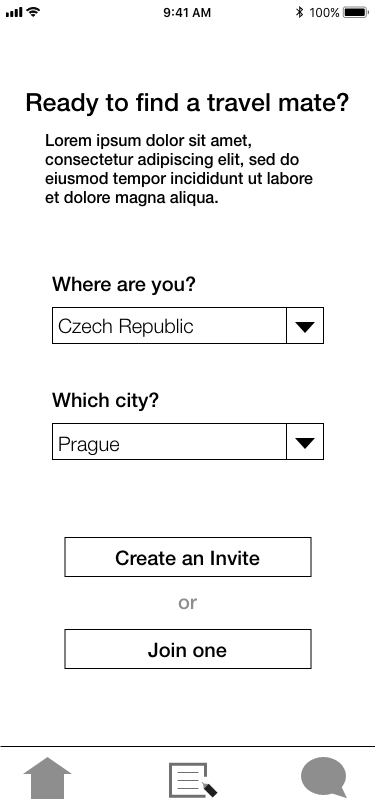 9:41 AM 100%
Ready to find a travel mate?
Lorem ipsum dolor sit amet,
consectetur adipiscing elit, sed do
eiusmod tempor incididunt ut labore
et dolore magna aliqua.
Where are you?
Czech Republic
Which city?
Prague
Create an Invite
or
Join one